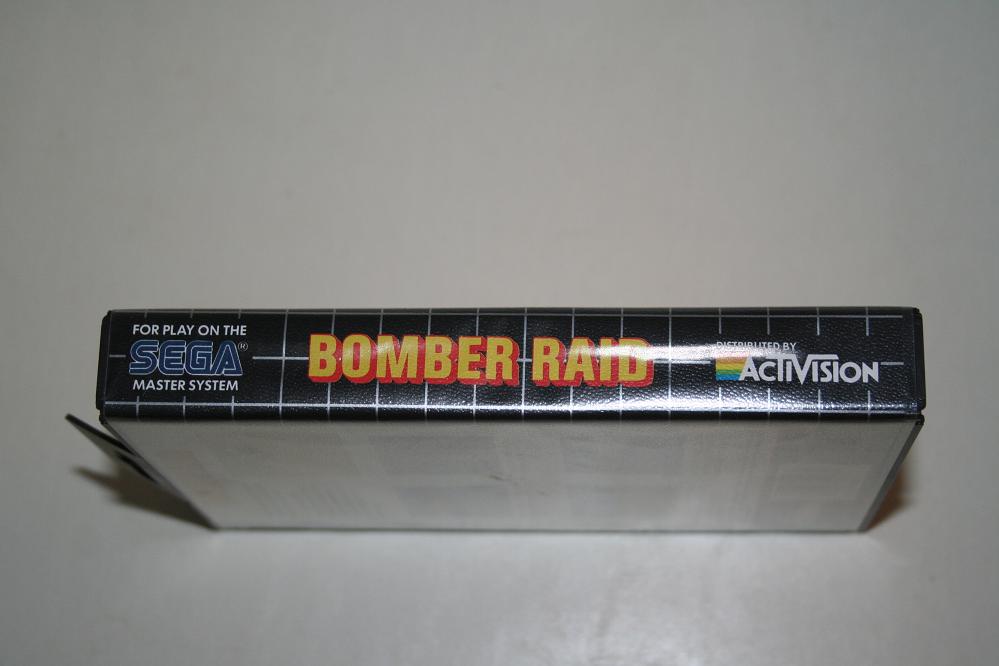 FOR PLAY ON THE
SEGA®
MASTER SYSTEM
BOMBER RAID
DISTRIBUTED BY
ACTIVISION